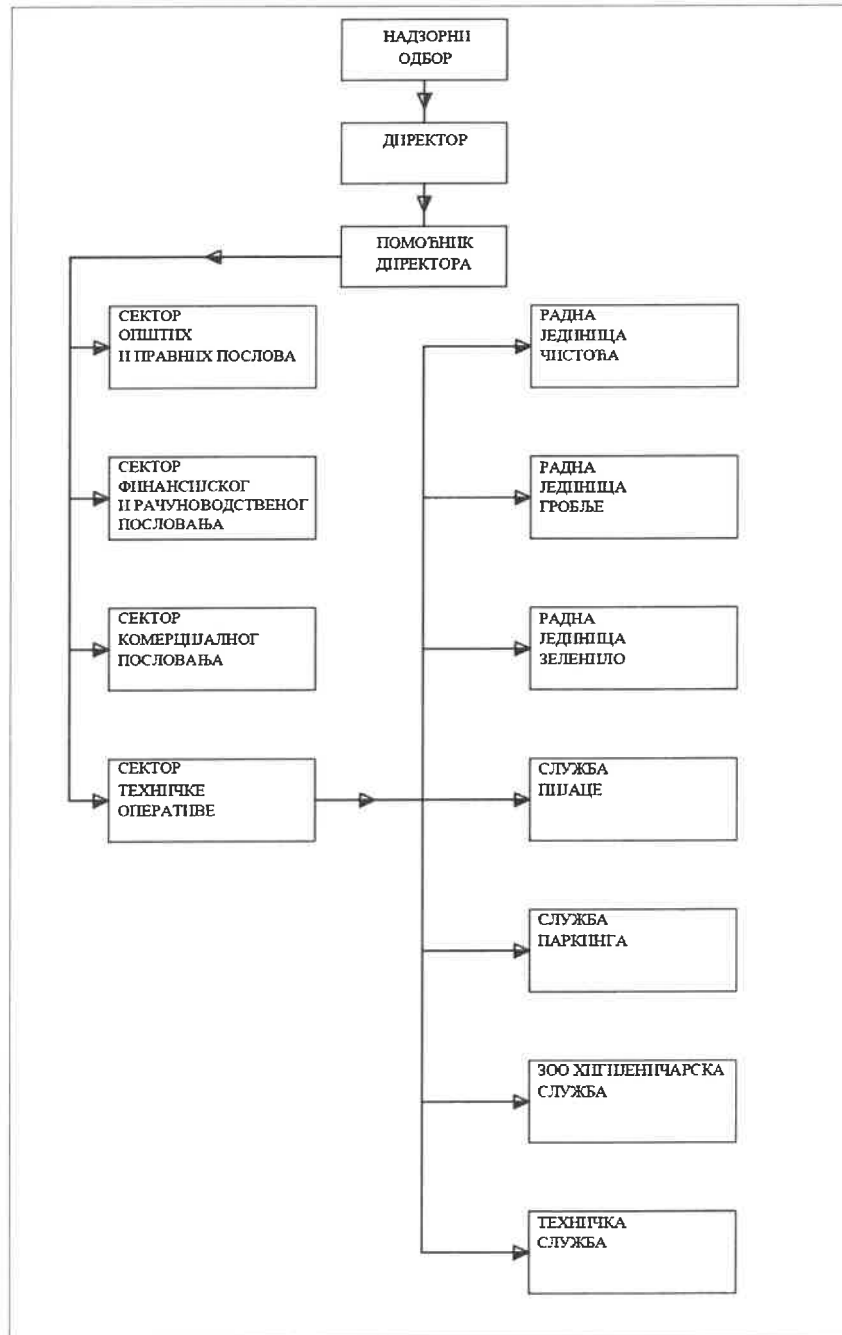 НАДЗОРНИ
ОДБОР
ДИРЕКТОР
ПОМОЋНИК
ДИРЕКТОРА
СЕКТОР
ОПШТИХ
И ПРАВНИХ ПОСЛОВА
СЕКТОР
ФИНАНСИЈСКОГ
И РАЧУНОВОДСТВЕНОГ
ПОСЛОВАЊА
СЕКТОР
КОМЕРЦИЈАЛНОГ
ПОСЛОВАЊА
СЕКТОР
ТЕХНИЧКЕ
ОПЕРАТИВЕ
РАДНА
ЈЕДИНИЦА
ЧИСТОЋА
РАДНА
ЈЕДИНИЦА
ГРОБЉЕ
РАДНА
ЈЕДИНИЦА
ЗЕЛЕНИЛО
СЛУЖБА
ПИЈАЦЕ
СЛУЖБА
ПАРКИНГА
ЗОО ХИГИЈЕНИЧАРСКА
СЛУЖБА
ТЕХНИЧКА
СЛУЖБА